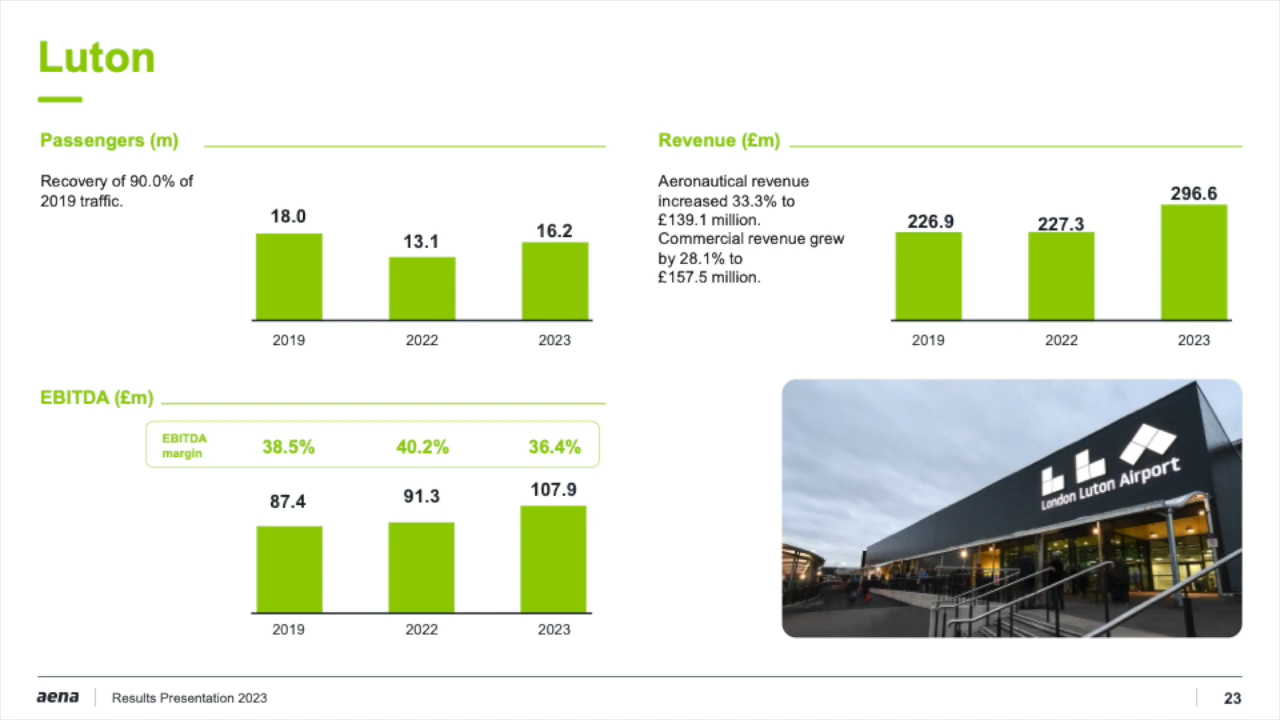 Luton
Passengers (m)
Recovery of 90.0% of
2019 traffic.
18.0
13.1
16.2
2019
2022
2023
Revenue (£m)
Aeronautical revenue
increased 33.3% to
£139.1 million.
Commercial revenue grew
by 28.1% to
£157.5 million.
226.9
227.3
296.6
2019
2022
2023
EBITDA (£m)
EBITDA
margin
38.5%
40.2%
36.4%
87.4
91.3
107.9
2019
2022
2023
LLA
London Luton Airport
aena
Results Presentation 2023
23